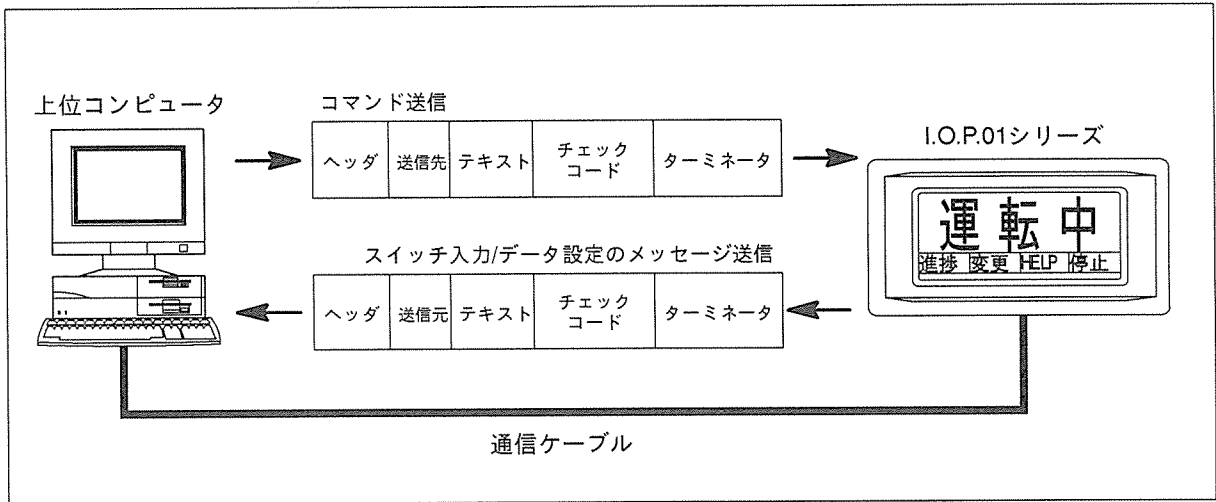 上位コンピュータ
コマンド送信
ヘッダ 送信先 テキスト チェックコード ターミネータ
I.O.P.01シリーズ
運転中
進捗 変更 HELP 停止
スイッチ入力/データ設定のメッセージ送信
ヘッダ 送信元 テキスト チェックコード ターミネータ
通信ケーブル